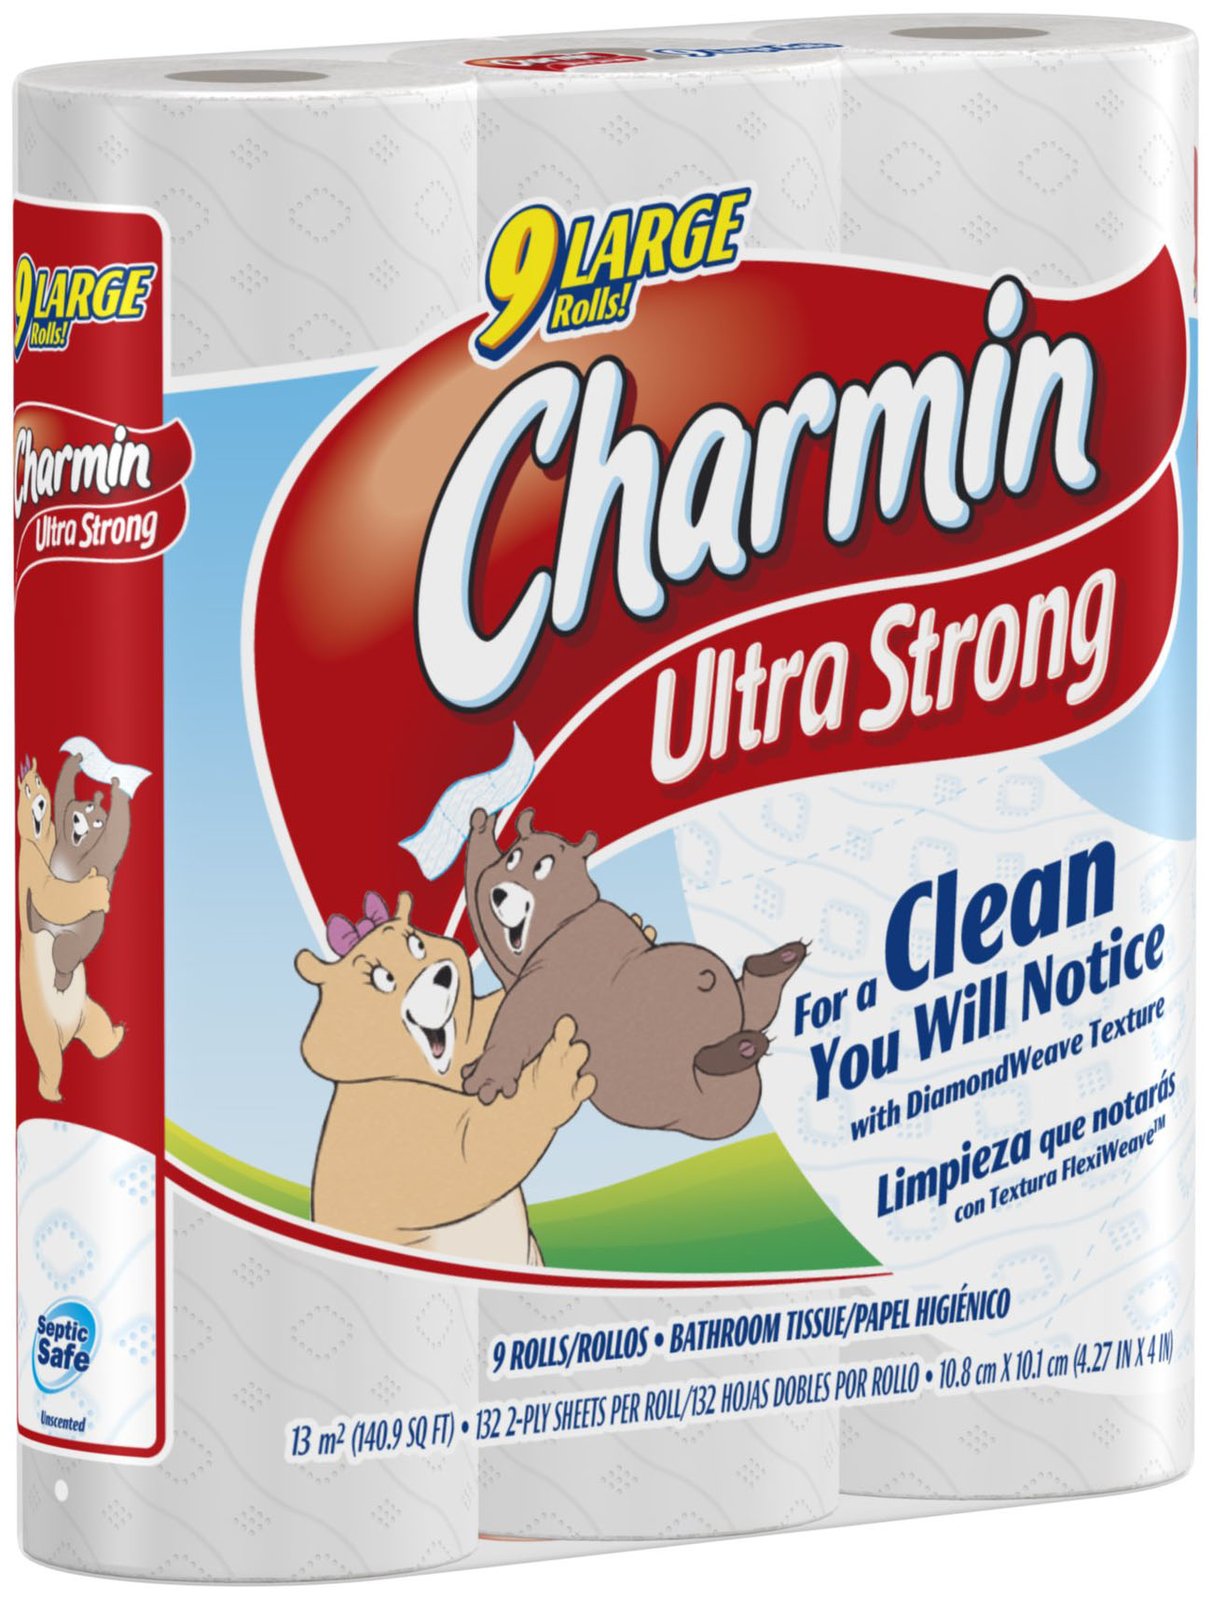 Charmin
9 LARGE
Rolls!
Charmin
Ultra Strong
For a Clean
You Will Notice
with DiamondWeave Texture
Limpieza que notarás
con Textura FlexiWeave™
9 ROLLS/ROLLOS • BATHROOM TISSUE/PAPEL HIGIÉNICO
13 m² (140.9 SQ FT) • 132 2-PLY SHEETS PER ROLL/132 HOJAS DOBLES POR ROLLO • 10.8 cm X 10.1 cm (4.27 IN X 4 IN)
9 LARGE
Rolls!
Charmin
Ultra Strong
Septic
Safe
Unscented